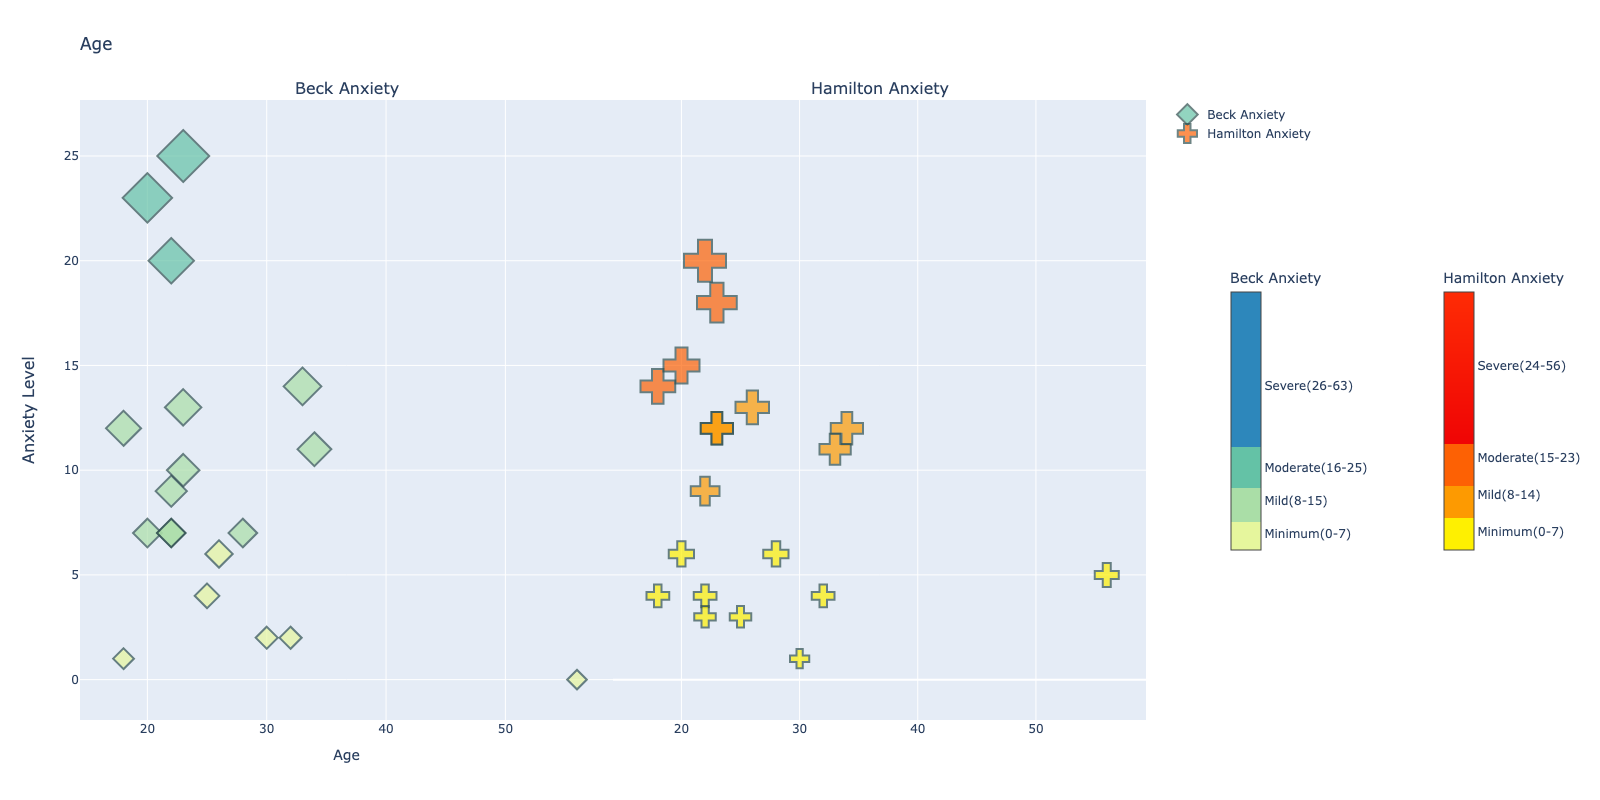 Age
Beck Anxiety
Hamilton Anxiety
Beck Anxiety
Hamilton Anxiety
25
20
15
10
5
0
Anxiety Level
20
30
40
50
20
30
40
50
Age
Beck Anxiety
Severe(26-63)
Moderate(16-25)
Mild(8-15)
Minimum(0-7)
Hamilton Anxiety
Severe(24-56)
Moderate(15-23)
Mild(8-14)
Minimum(0-7)